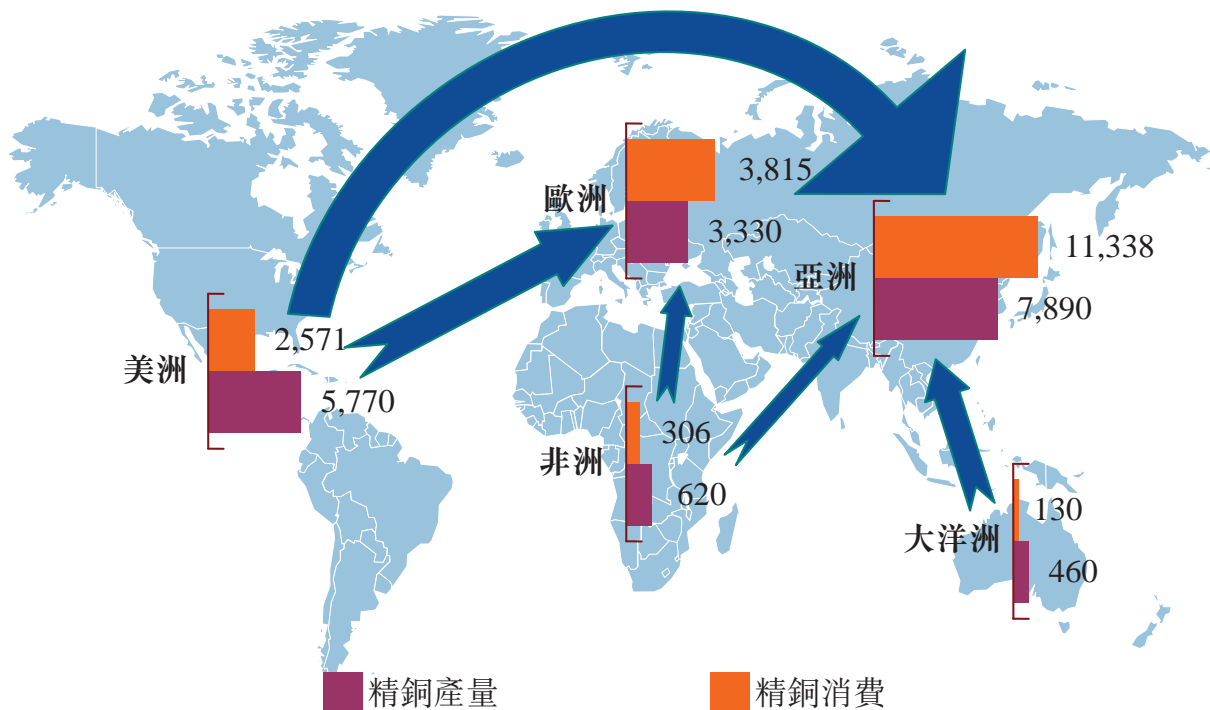 歐洲
3,815
3,330
亞洲
11,338
7,890
美洲
2,571
5,770
非洲
306
620
大洋洲
130
460
精銅產量
精銅消費